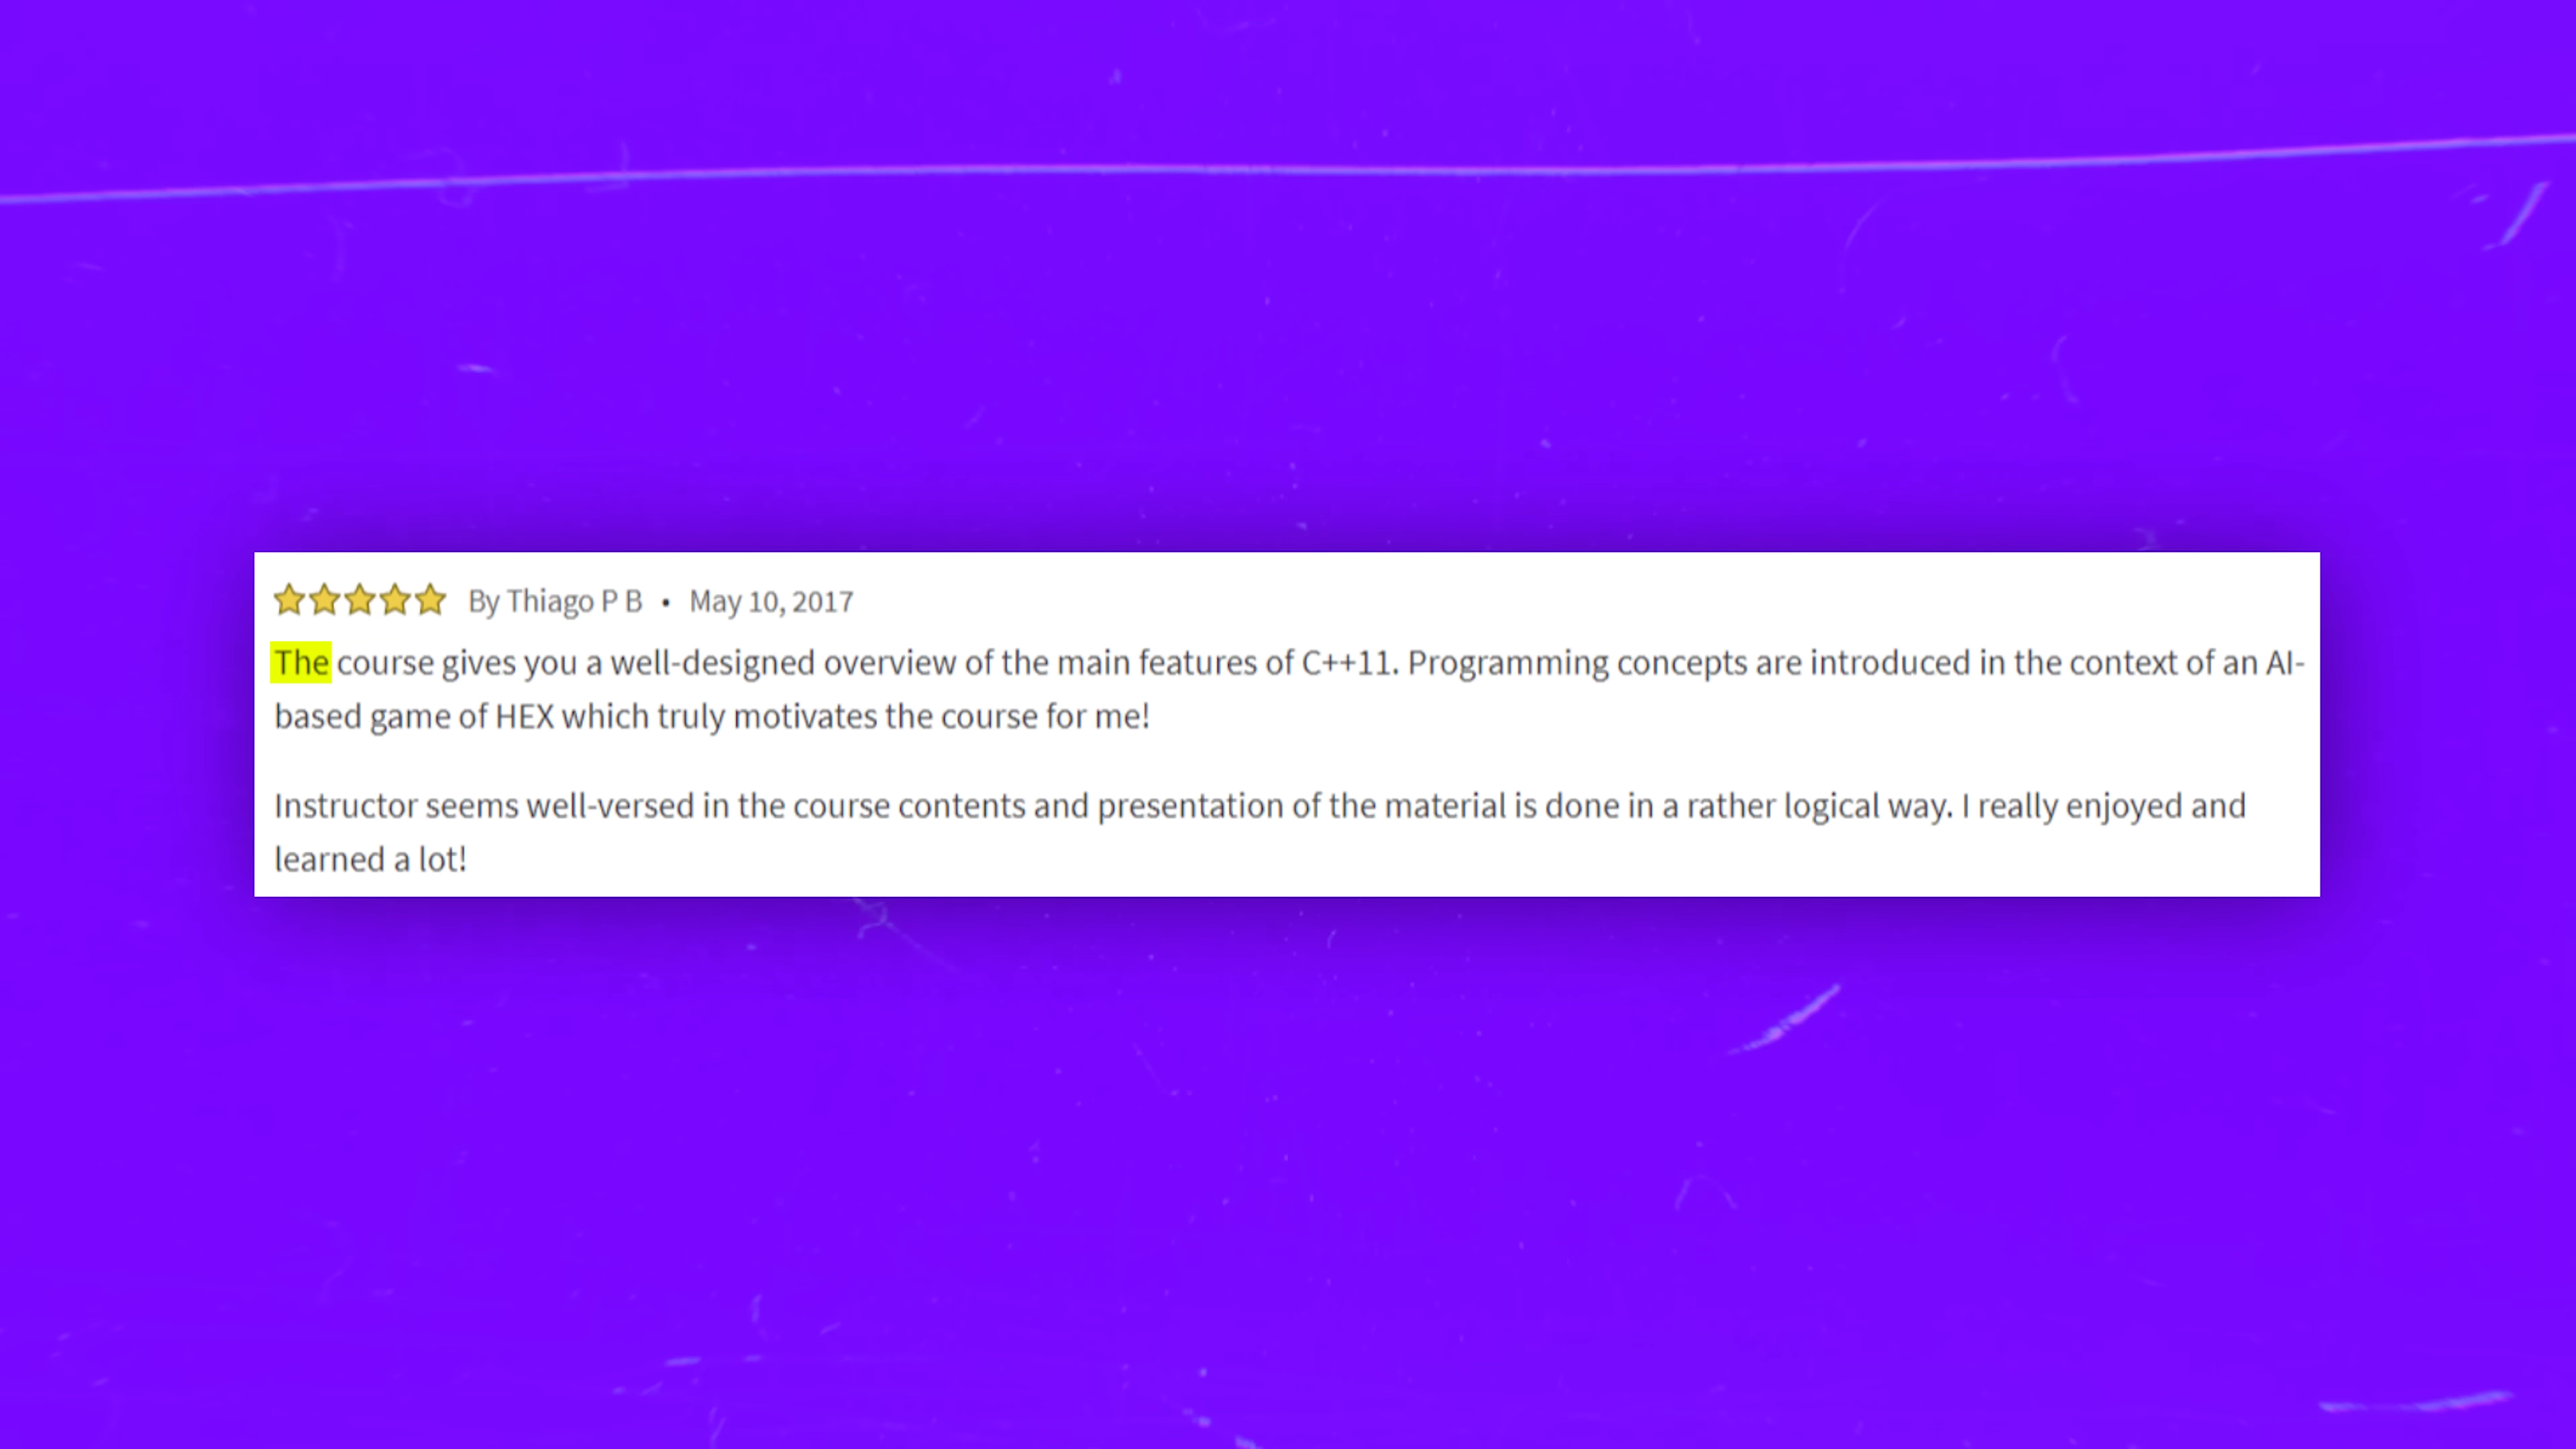 By Thiago P B • May 10, 2017
The course gives you a well-designed overview of the main features of C++11. Programming concepts are introduced in the context of an AI-
based game of HEX which truly motivates the course for me!
Instructor seems well-versed in the course contents and presentation of the material is done in a rather logical way. I really enjoyed and
learned a lot!